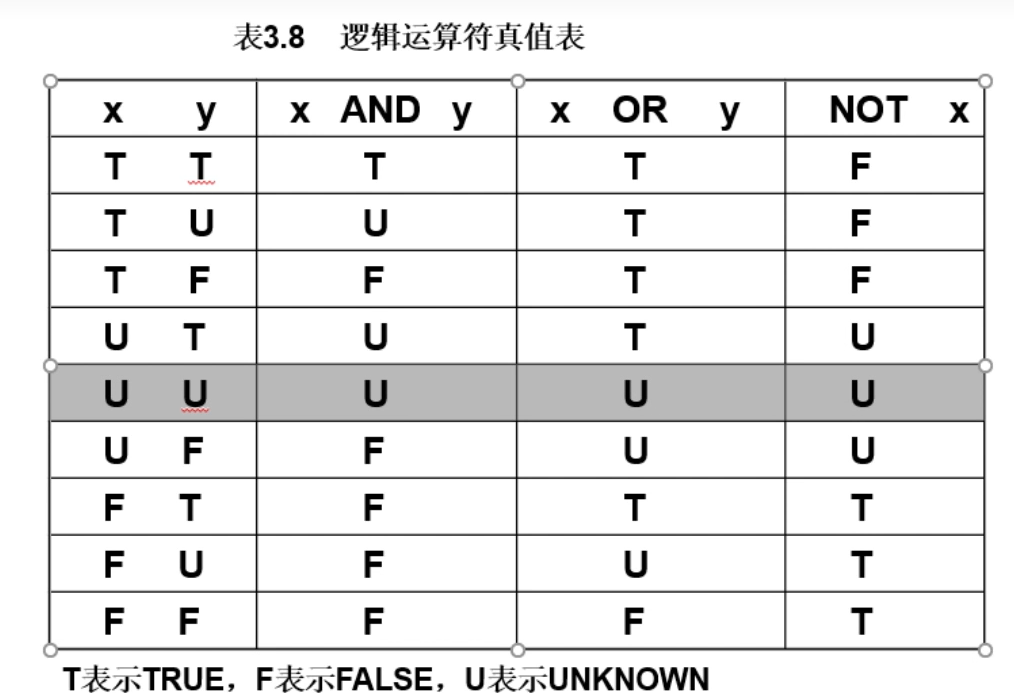 表3.8 逻辑运算符真值表
x y x AND y x OR y NOT x
T T T T F
T U U T F
T F F T F
U T U T U
U U U U U
U F F U U
F T F T T
F U F U T
F F F F T
T表示TRUE，F表示FALSE，U表示UNKNOWN